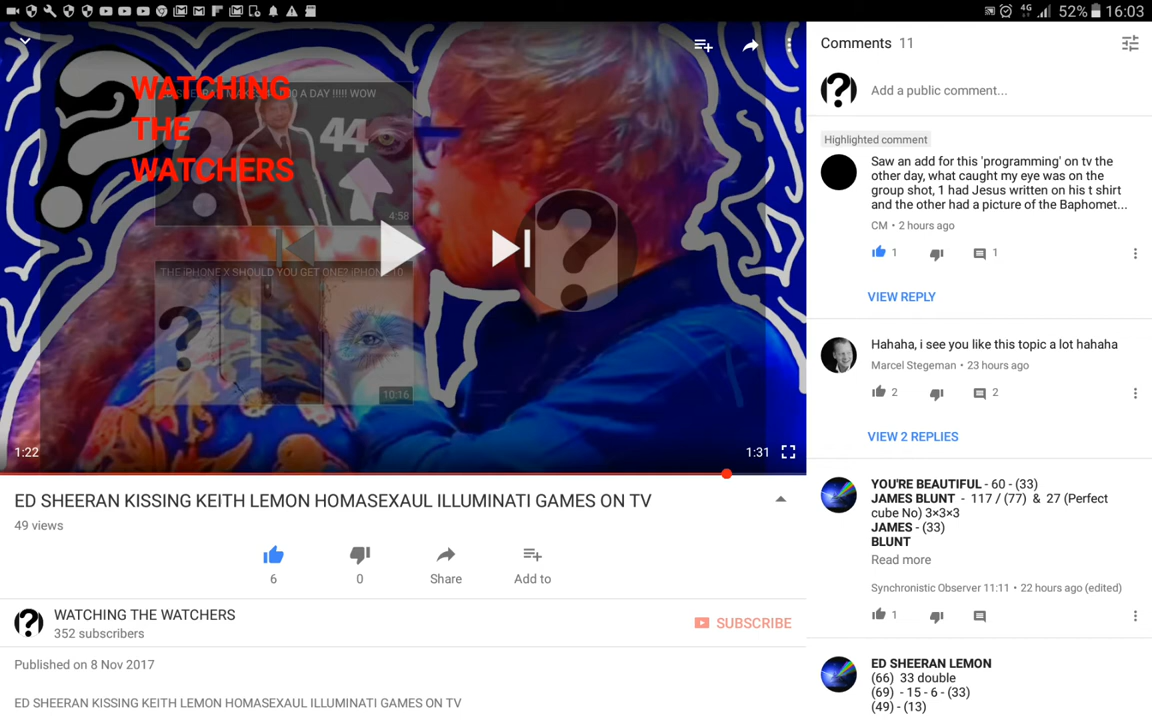 4G 52% 16:03
WATCHING
THE
WATCHERS
A DAY !!!!! WOW
44
4:58
THE iPHONE X SHOULD YOU GET ONE? iPHON 10
10:16
1:22
1:31
ED SHEERAN KISSING KEITH LEMON HOMASEXAUL ILLUMINATI GAMES ON TV
49 views
6
0
Share
Add to
WATCHING THE WATCHERS
352 subscribers
SUBSCRIBE
Published on 8 Nov 2017
ED SHEERAN KISSING KEITH LEMON HOMASEXAUL ILLUMINATI GAMES ON TV
Comments 11
Add a public comment...
Highlighted comment
Saw an add for this 'programming' on tv the
other day, what caught my eye was on the
group shot, 1 had Jesus written on his t shirt
and the other had a picture of the Baphomet...
CM • 2 hours ago
1 1
VIEW REPLY
Hahaha, i see you like this topic a lot hahaha
Marcel Stegeman • 23 hours ago
2 2
VIEW 2 REPLIES
YOU'RE BEAUTIFUL - 60 - (33)
JAMES BLUNT - 117 / (77) & 27 (Perfect
cube No) 3×3×3
JAMES - (33)
BLUNT
Read more
Synchronistic Observer 11:11 • 22 hours ago (edited)
1
ED SHEERAN LEMON
(66) 33 double
(69) - 15 - 6 - (33)
(49) - (13)